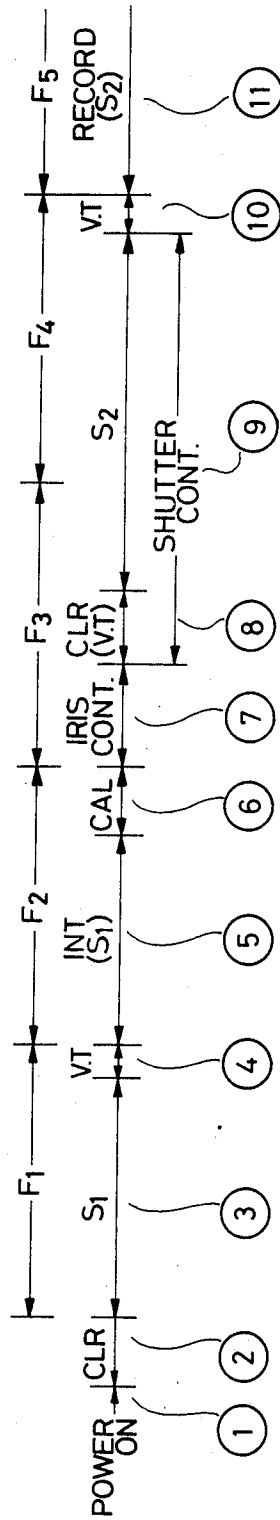 F1
F2
F3
F4
F5
POWER
ON
CLR
S1
V.T
INT
(S1)
CAL
IRIS
CONT.
CLR
(V.T)
S2
V.T
RECORD
(S2)
SHUTTER
CONT.
1
2
3
4
5
6
7
8
9
10
11